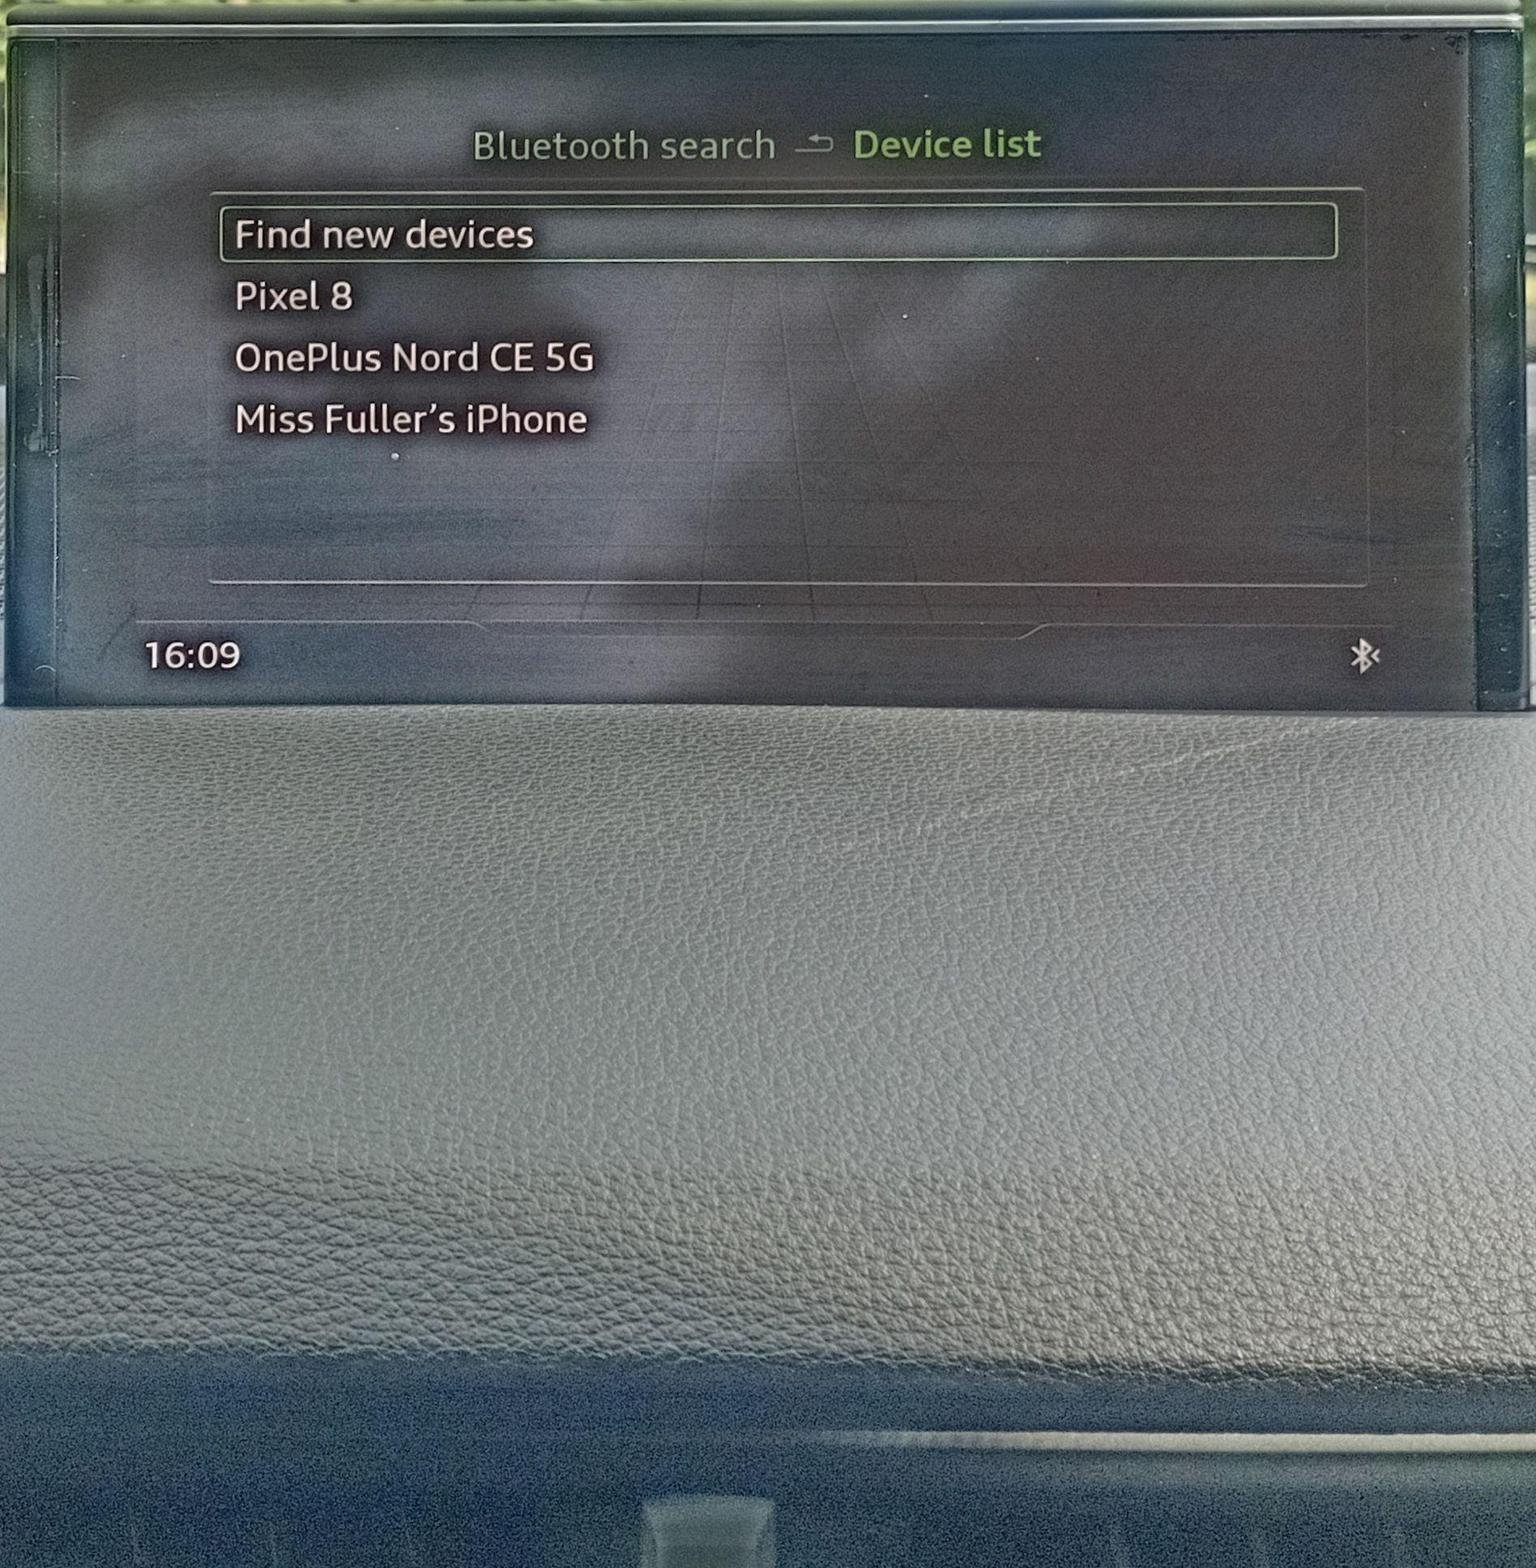 Bluetooth search Device list
Find new devices
Pixel 8
OnePlus Nord CE 5G
Miss Fuller’s iPhone
16:09